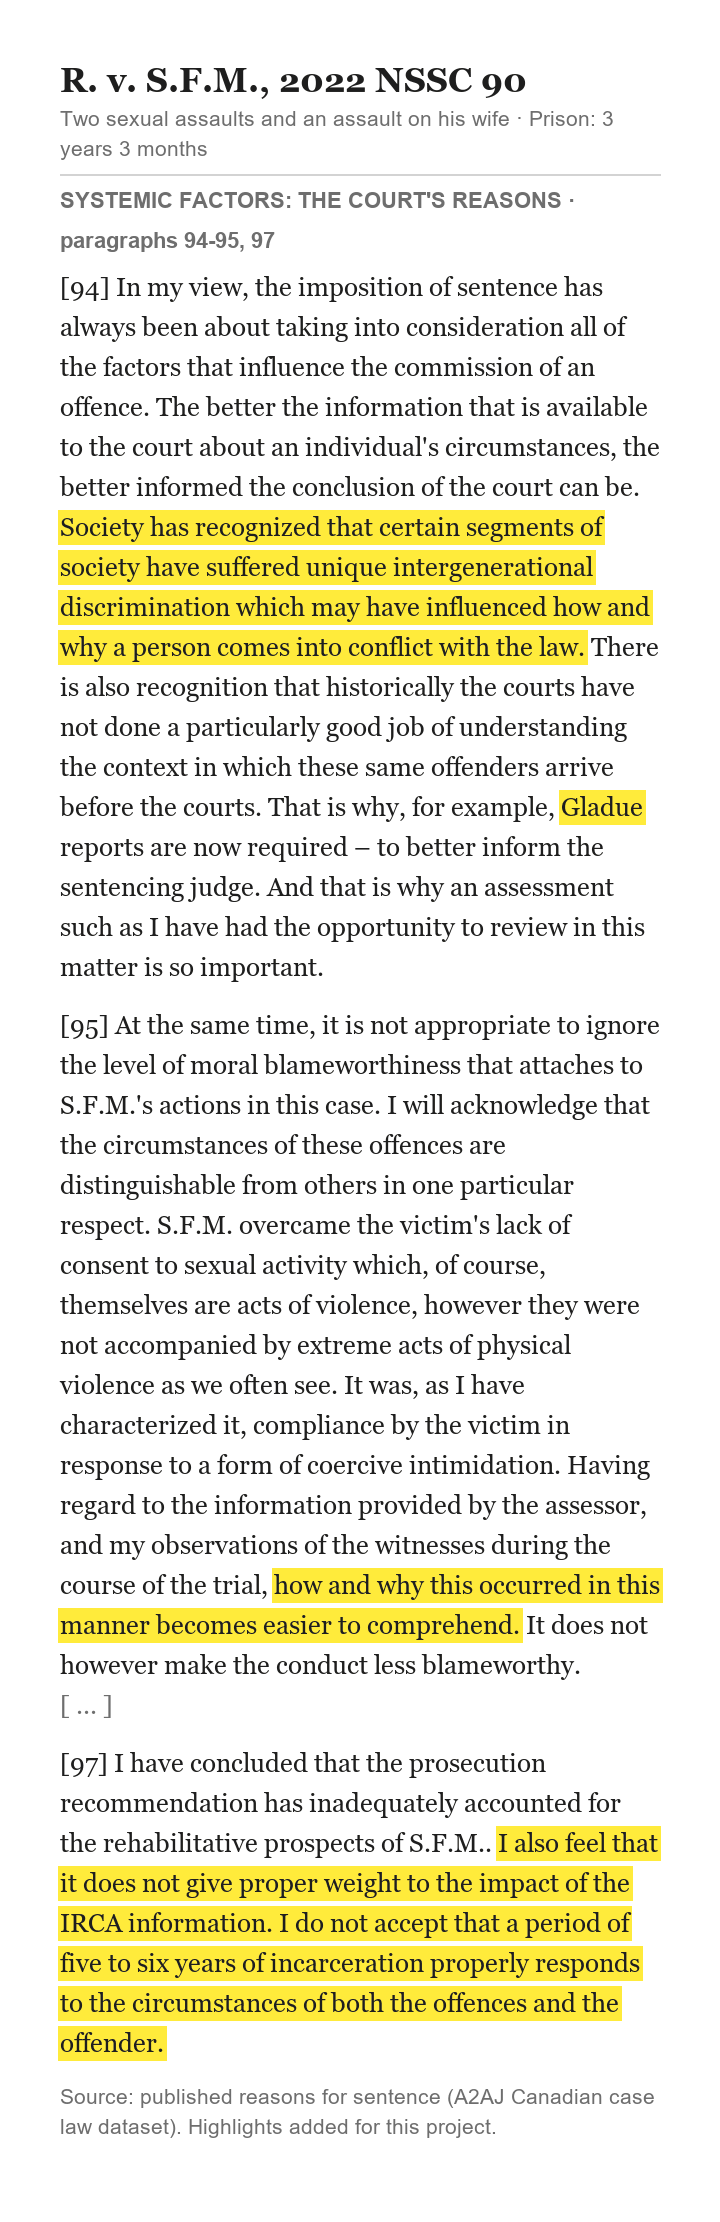 R. v. S.F.M., 2022 NSSC 90
Two sexual assaults and an assault on his wife · Prison: 3
years 3 months
SYSTEMIC FACTORS: THE COURT'S REASONS ·
paragraphs 94-95, 97
[94] In my view, the imposition of sentence has
always been about taking into consideration all of
the factors that influence the commission of an
offence. The better the information that is available
to the court about an individual's circumstances, the
better informed the conclusion of the court can be.
Society has recognized that certain segments of
society have suffered unique intergenerational
discrimination which may have influenced how and
why a person comes into conflict with the law. There
is also recognition that historically the courts have
not done a particularly good job of understanding
the context in which these same offenders arrive
before the courts. That is why, for example, Gladue
reports are now required – to better inform the
sentencing judge. And that is why an assessment
such as I have had the opportunity to review in this
matter is so important.
[95] At the same time, it is not appropriate to ignore
the level of moral blameworthiness that attaches to
S.F.M.'s actions in this case. I will acknowledge that
the circumstances of these offences are
distinguishable from others in one particular
respect. S.F.M. overcame the victim's lack of
consent to sexual activity which, of course,
themselves are acts of violence, however they were
not accompanied by extreme acts of physical
violence as we often see. It was, as I have
characterized it, compliance by the victim in
response to a form of coercive intimidation. Having
regard to the information provided by the assessor,
and my observations of the witnesses during the
course of the trial, how and why this occurred in this
manner becomes easier to comprehend. It does not
however make the conduct less blameworthy.
[ ... ]
[97] I have concluded that the prosecution
recommendation has inadequately accounted for
the rehabilitative prospects of S.F.M.. I also feel that
it does not give proper weight to the impact of the
IRCA information. I do not accept that a period of
five to six years of incarceration properly responds
to the circumstances of both the offences and the
offender.
Source: published reasons for sentence (A2AJ Canadian case
law dataset). Highlights added for this project.